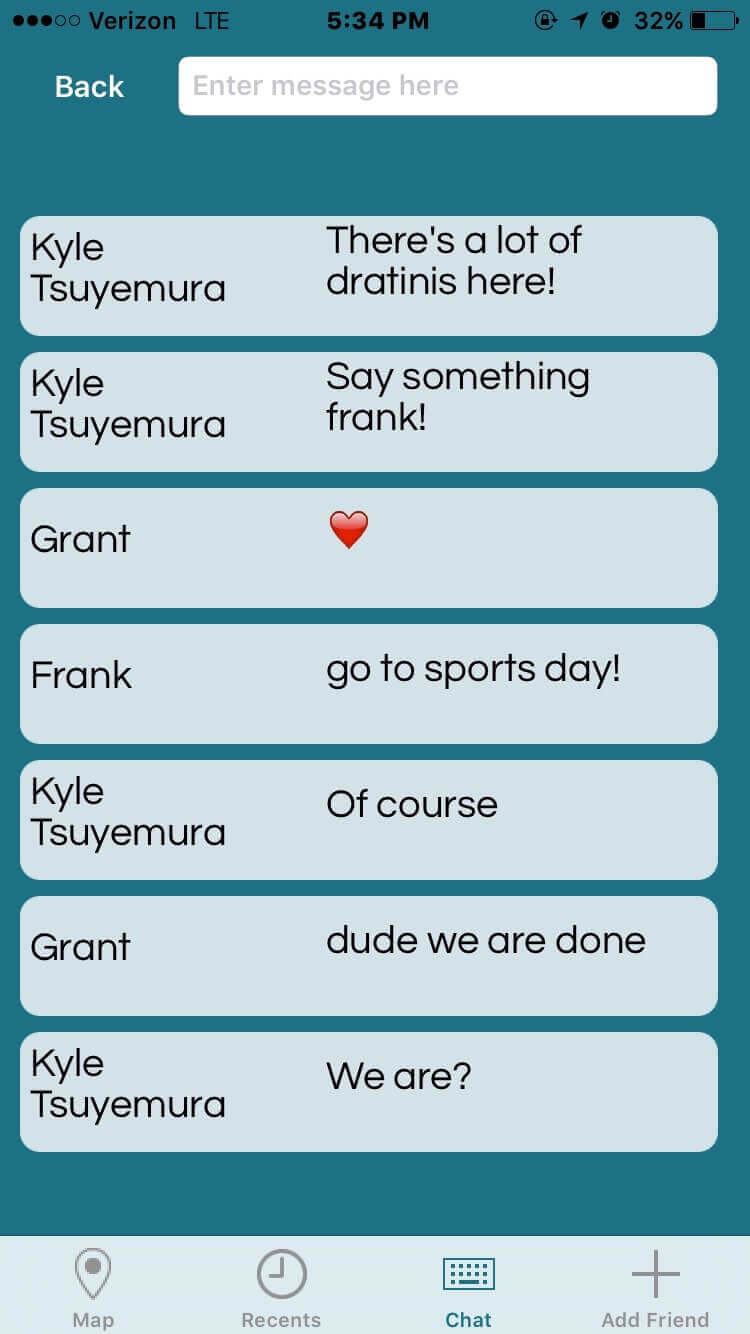 Verizon LTE 5:34 PM 32%
Back Enter message here
Kyle
Tsuyemura
There's a lot of
dratinis here!
Kyle
Tsuyemura
Say something
frank!
Grant ❤️
Frank go to sports day!
Kyle
Tsuyemura
Of course
Grant dude we are done
Kyle
Tsuyemura
We are?
Map Recents Chat Add Friend